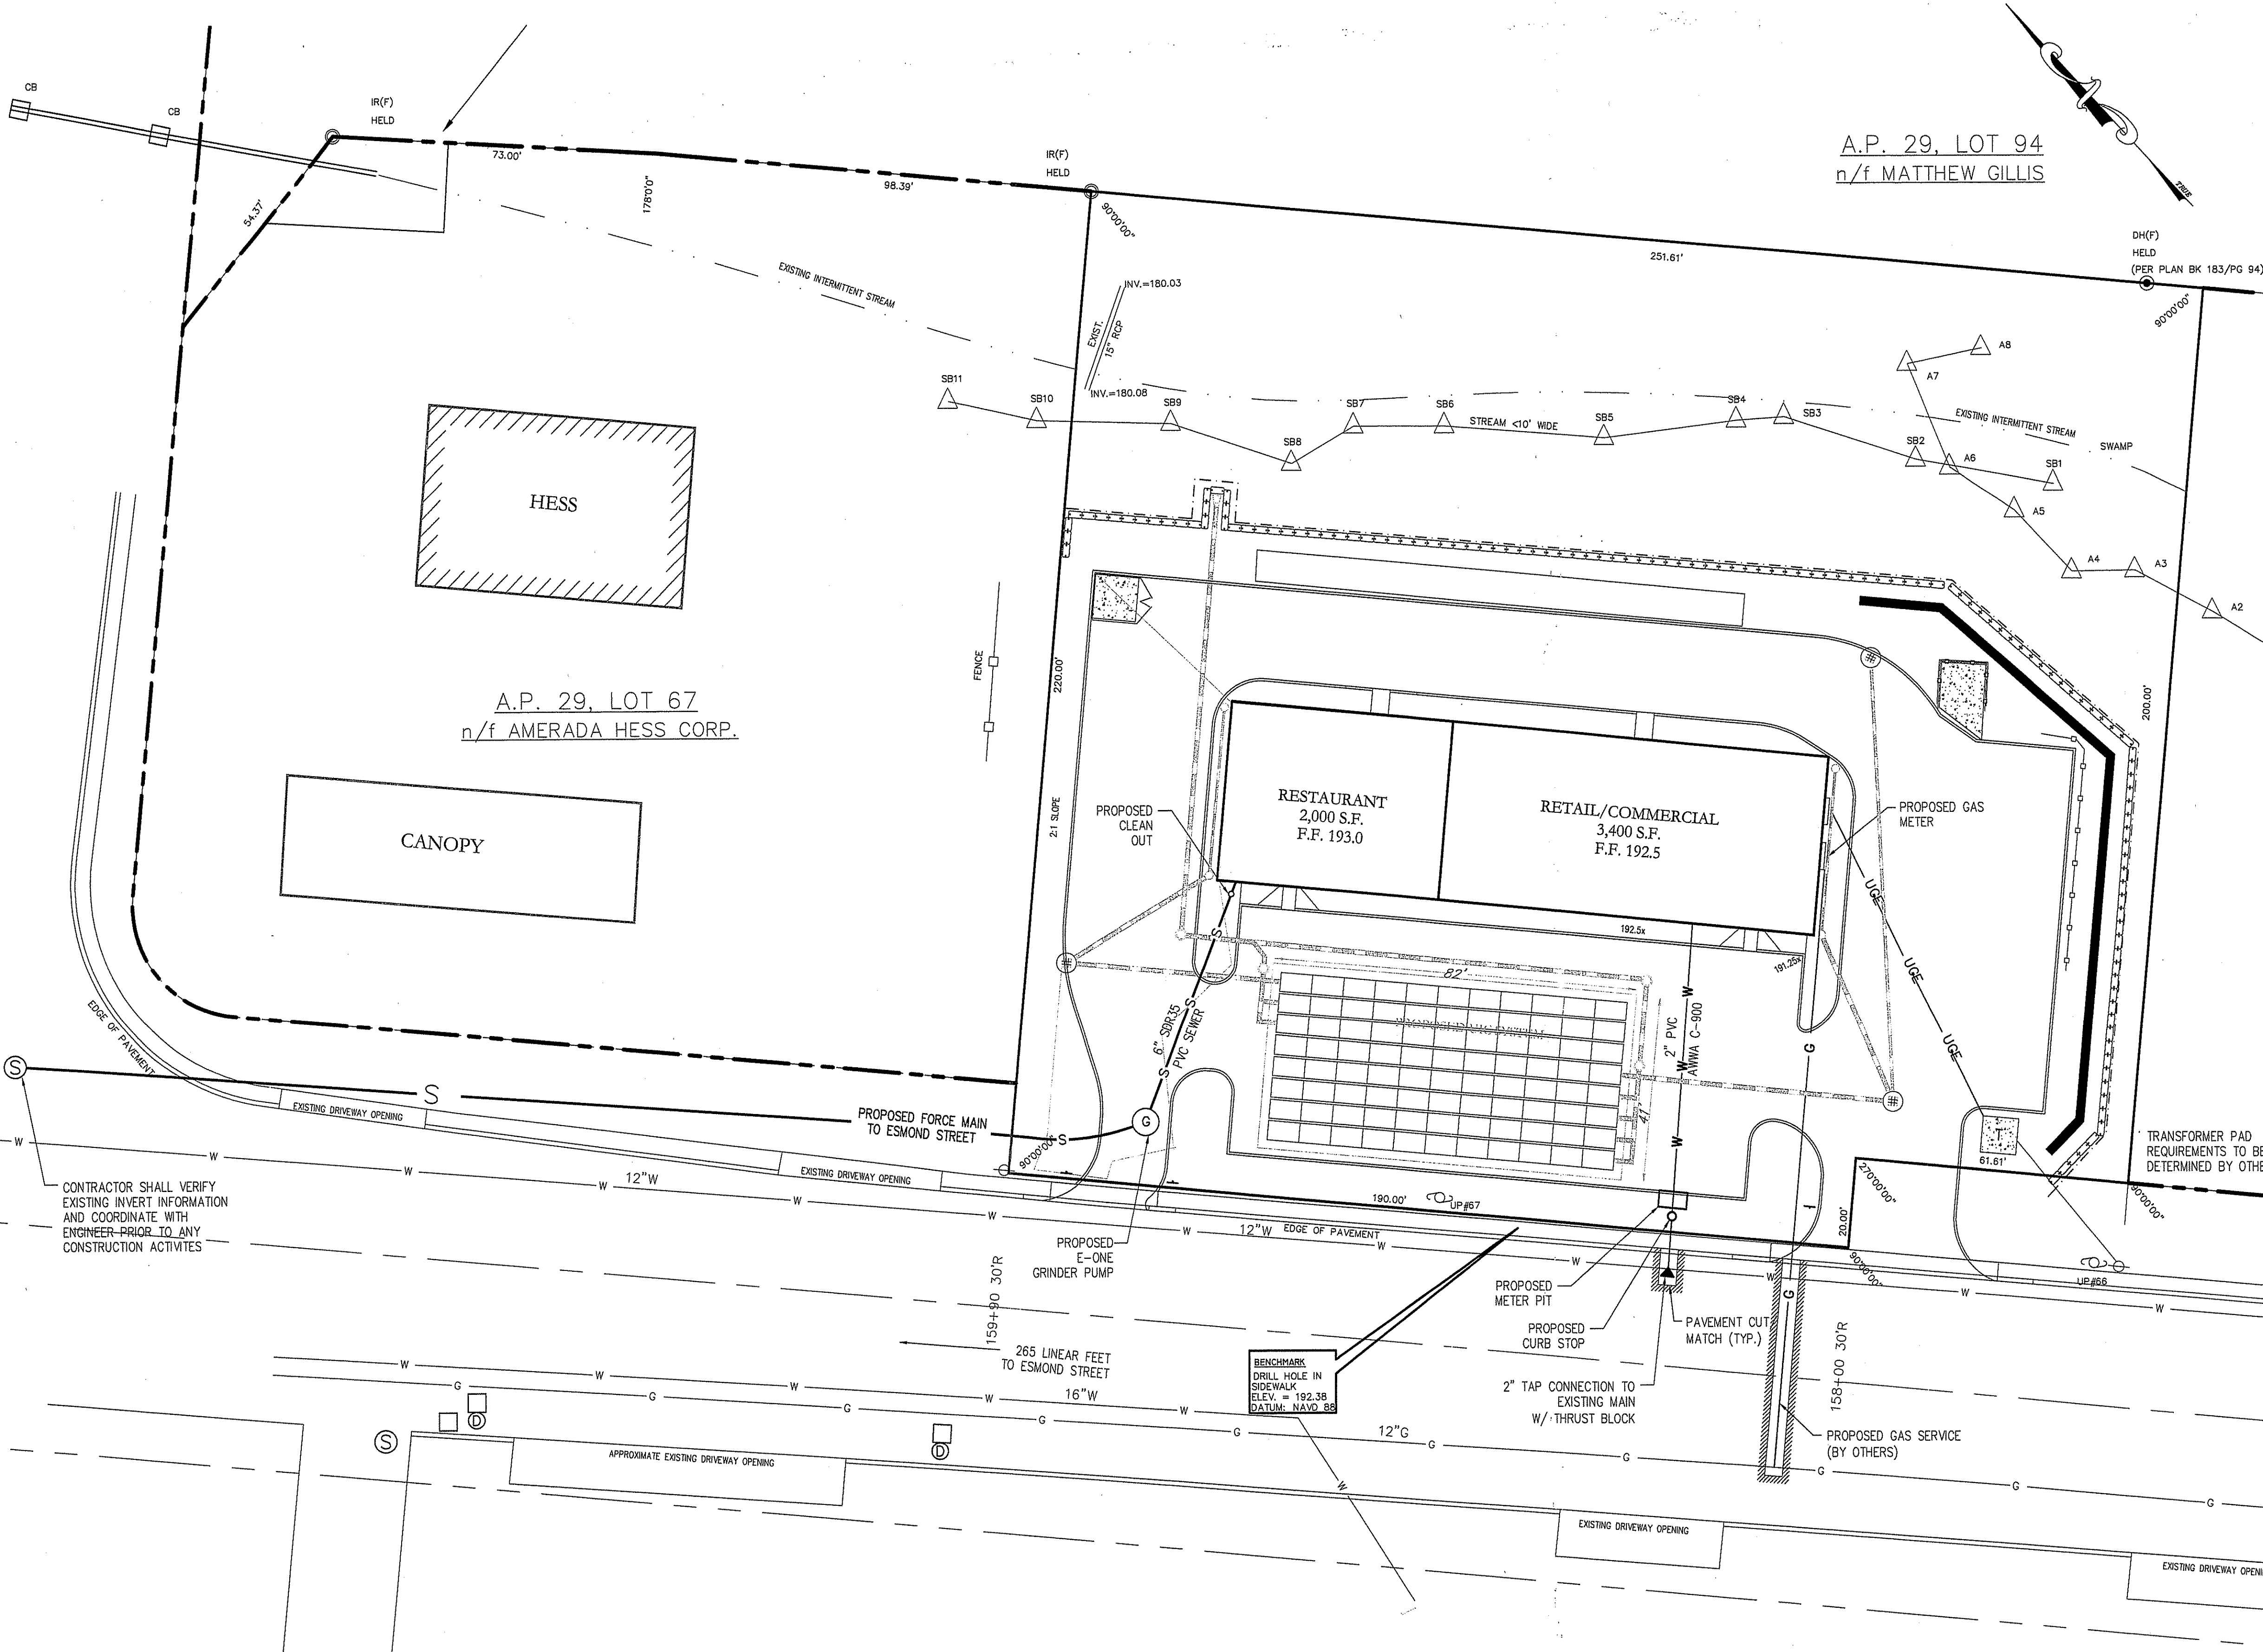 CB
CB
IR(F)
HELD
73.00'
178°0'0"
98.39'
54.37'
IR(F)
HELD
90°00'00"
A.P. 29, LOT 94
n/f MATTHEW GILLIS
TRUE
251.61'
DH(F)
HELD
(PER PLAN BK 183/PG 94)
90°00'00"
EXISTING INTERMITTENT STREAM
INV.=180.03
EXIST.
15" RCP
INV.=180.08
SB11
SB10
SB9
SB8
SB7
SB6
STREAM <10' WIDE
SB5
SB4
SB3
SB2
SB1
A8
A7
EXISTING INTERMITTENT STREAM
SWAMP
A6
A5
A4
A3
A2
HESS
A.P. 29, LOT 67
n/f AMERADA HESS CORP.
CANOPY
FENCE
220.00'
2:1 SLOPE
200.00'
PROPOSED
CLEAN
OUT
RESTAURANT
2,000 S.F.
F.F. 193.0
RETAIL/COMMERCIAL
3,400 S.F.
F.F. 192.5
PROPOSED GAS
METER
UGE
UGE
UGE
192.5x
191.25x
82'
41'
S
S
S
6" SDR35
PVC SEWER
W
W
W
2" PVC
AWWA C-900
G
G
T
61.61'
TRANSFORMER PAD
REQUIREMENTS TO BE
DETERMINED BY OTHE
EDGE OF PAVEMENT
S
S
EXISTING DRIVEWAY OPENING
PROPOSED FORCE MAIN
TO ESMOND STREET
S
90°00'00"
EXISTING DRIVEWAY OPENING
W
W
W
12"W
W
W
W
W
12"W
EDGE OF PAVEMENT
W
W
W
W
W
190.00'
UP#67
20.00'
270°00'00"
90°00'00"
90°00'00"
UP#66
CONTRACTOR SHALL VERIFY
EXISTING INVERT INFORMATION
AND COORDINATE WITH
ENGINEER PRIOR TO ANY
CONSTRUCTION ACTIVITES
PROPOSED
E-ONE
GRINDER PUMP
159+90 30'R
265 LINEAR FEET
TO ESMOND STREET
BENCHMARK
DRILL HOLE IN
SIDEWALK
ELEV. = 192.38
DATUM: NAVD 88
PROPOSED
METER PIT
PROPOSED
CURB STOP
2" TAP CONNECTION TO
EXISTING MAIN
W/ THRUST BLOCK
PAVEMENT CUT
MATCH (TYP.)
G
158+00 30'R
PROPOSED GAS SERVICE
(BY OTHERS)
W
W
W
W
16"W
W
W
G
G
G
G
G
12"G
G
G
G
G
G
D
S
D
APPROXIMATE EXISTING DRIVEWAY OPENING
EXISTING DRIVEWAY OPENING
EXISTING DRIVEWAY OPENI